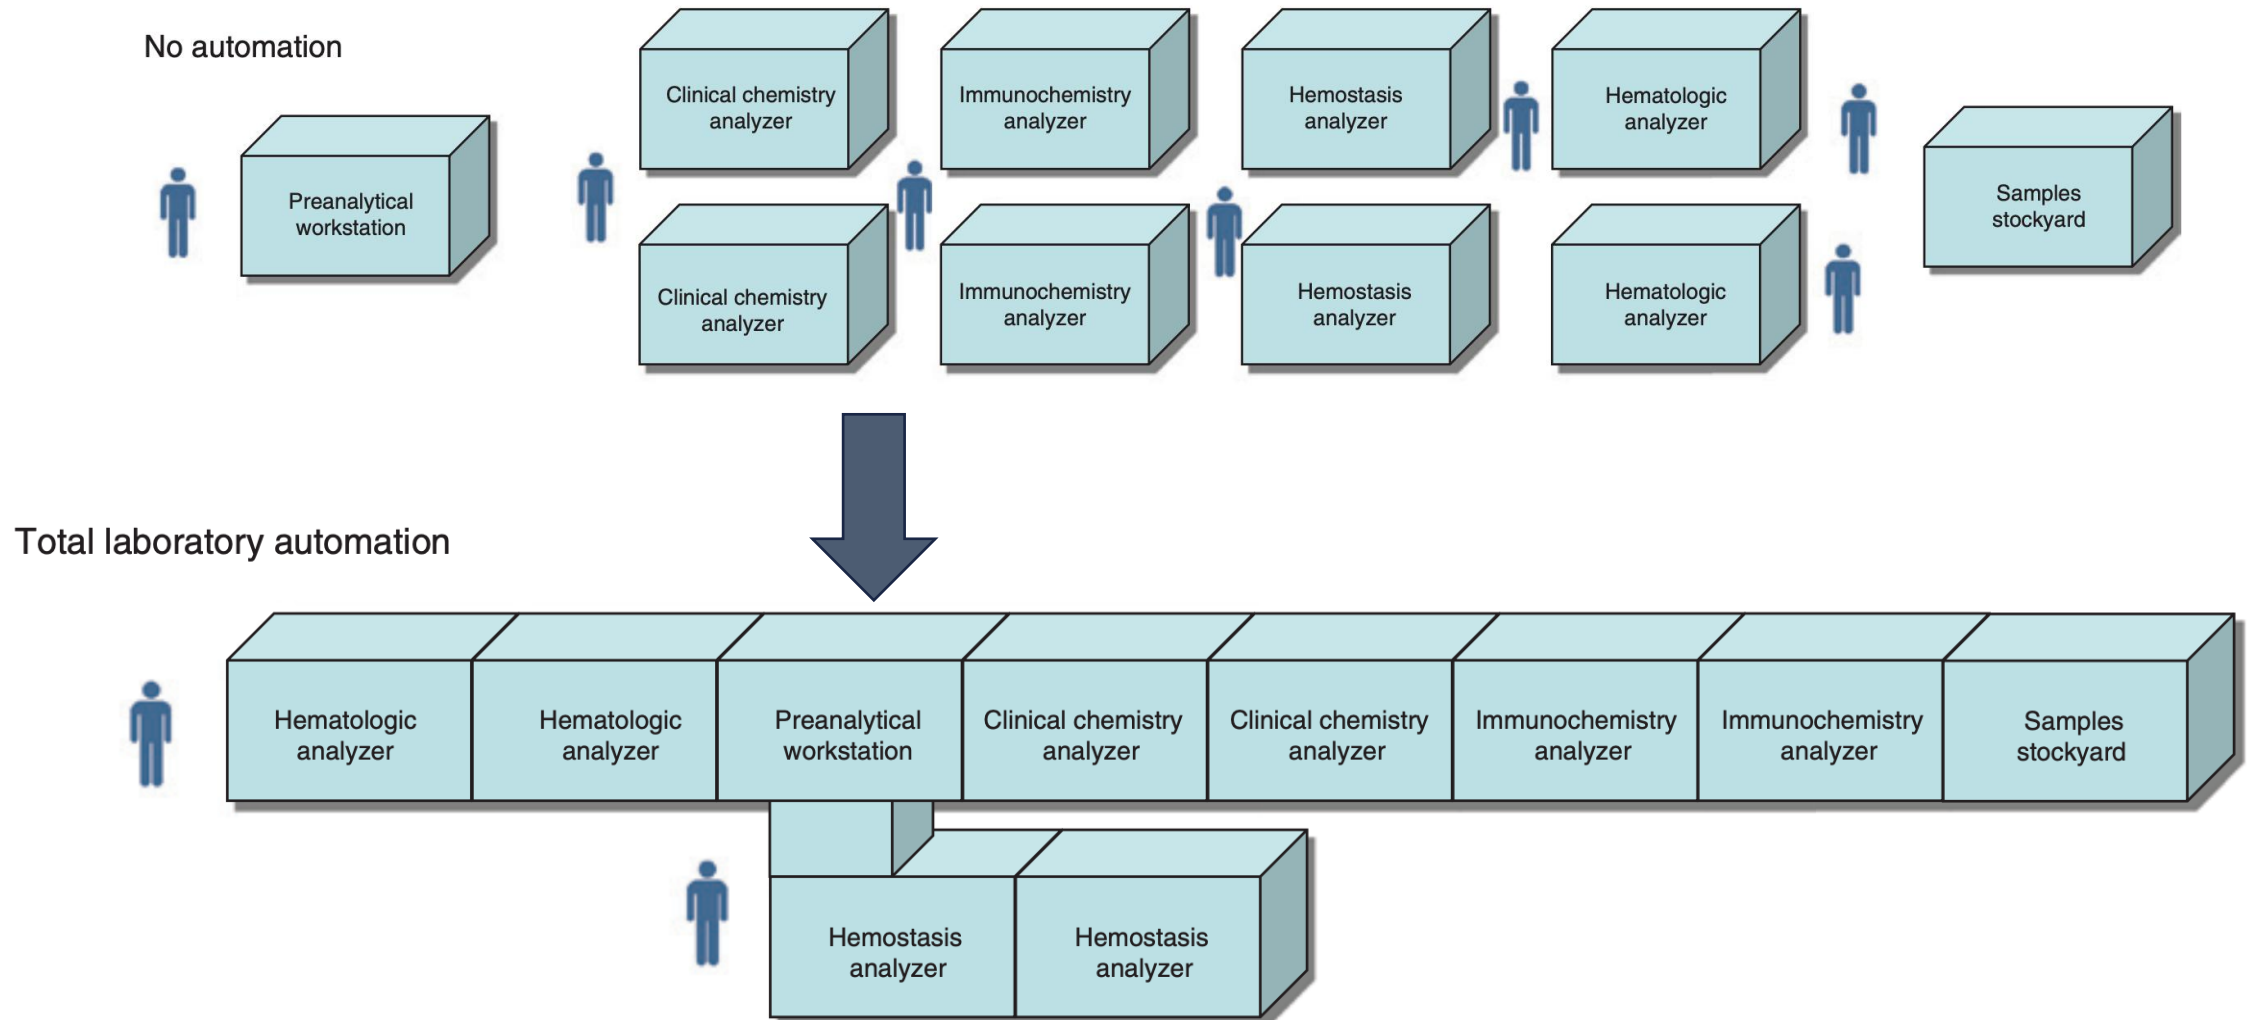 No automation
Preanalytical
workstation
Clinical chemistry
analyzer
Immunochemistry
analyzer
Hemostasis
analyzer
Hematologic
analyzer
Clinical chemistry
analyzer
Immunochemistry
analyzer
Hemostasis
analyzer
Hematologic
analyzer
Samples
stockyard
Total laboratory automation
Hematologic
analyzer
Hematologic
analyzer
Preanalytical
workstation
Clinical chemistry
analyzer
Clinical chemistry
analyzer
Immunochemistry
analyzer
Immunochemistry
analyzer
Samples
stockyard
Hemostasis
analyzer
Hemostasis
analyzer